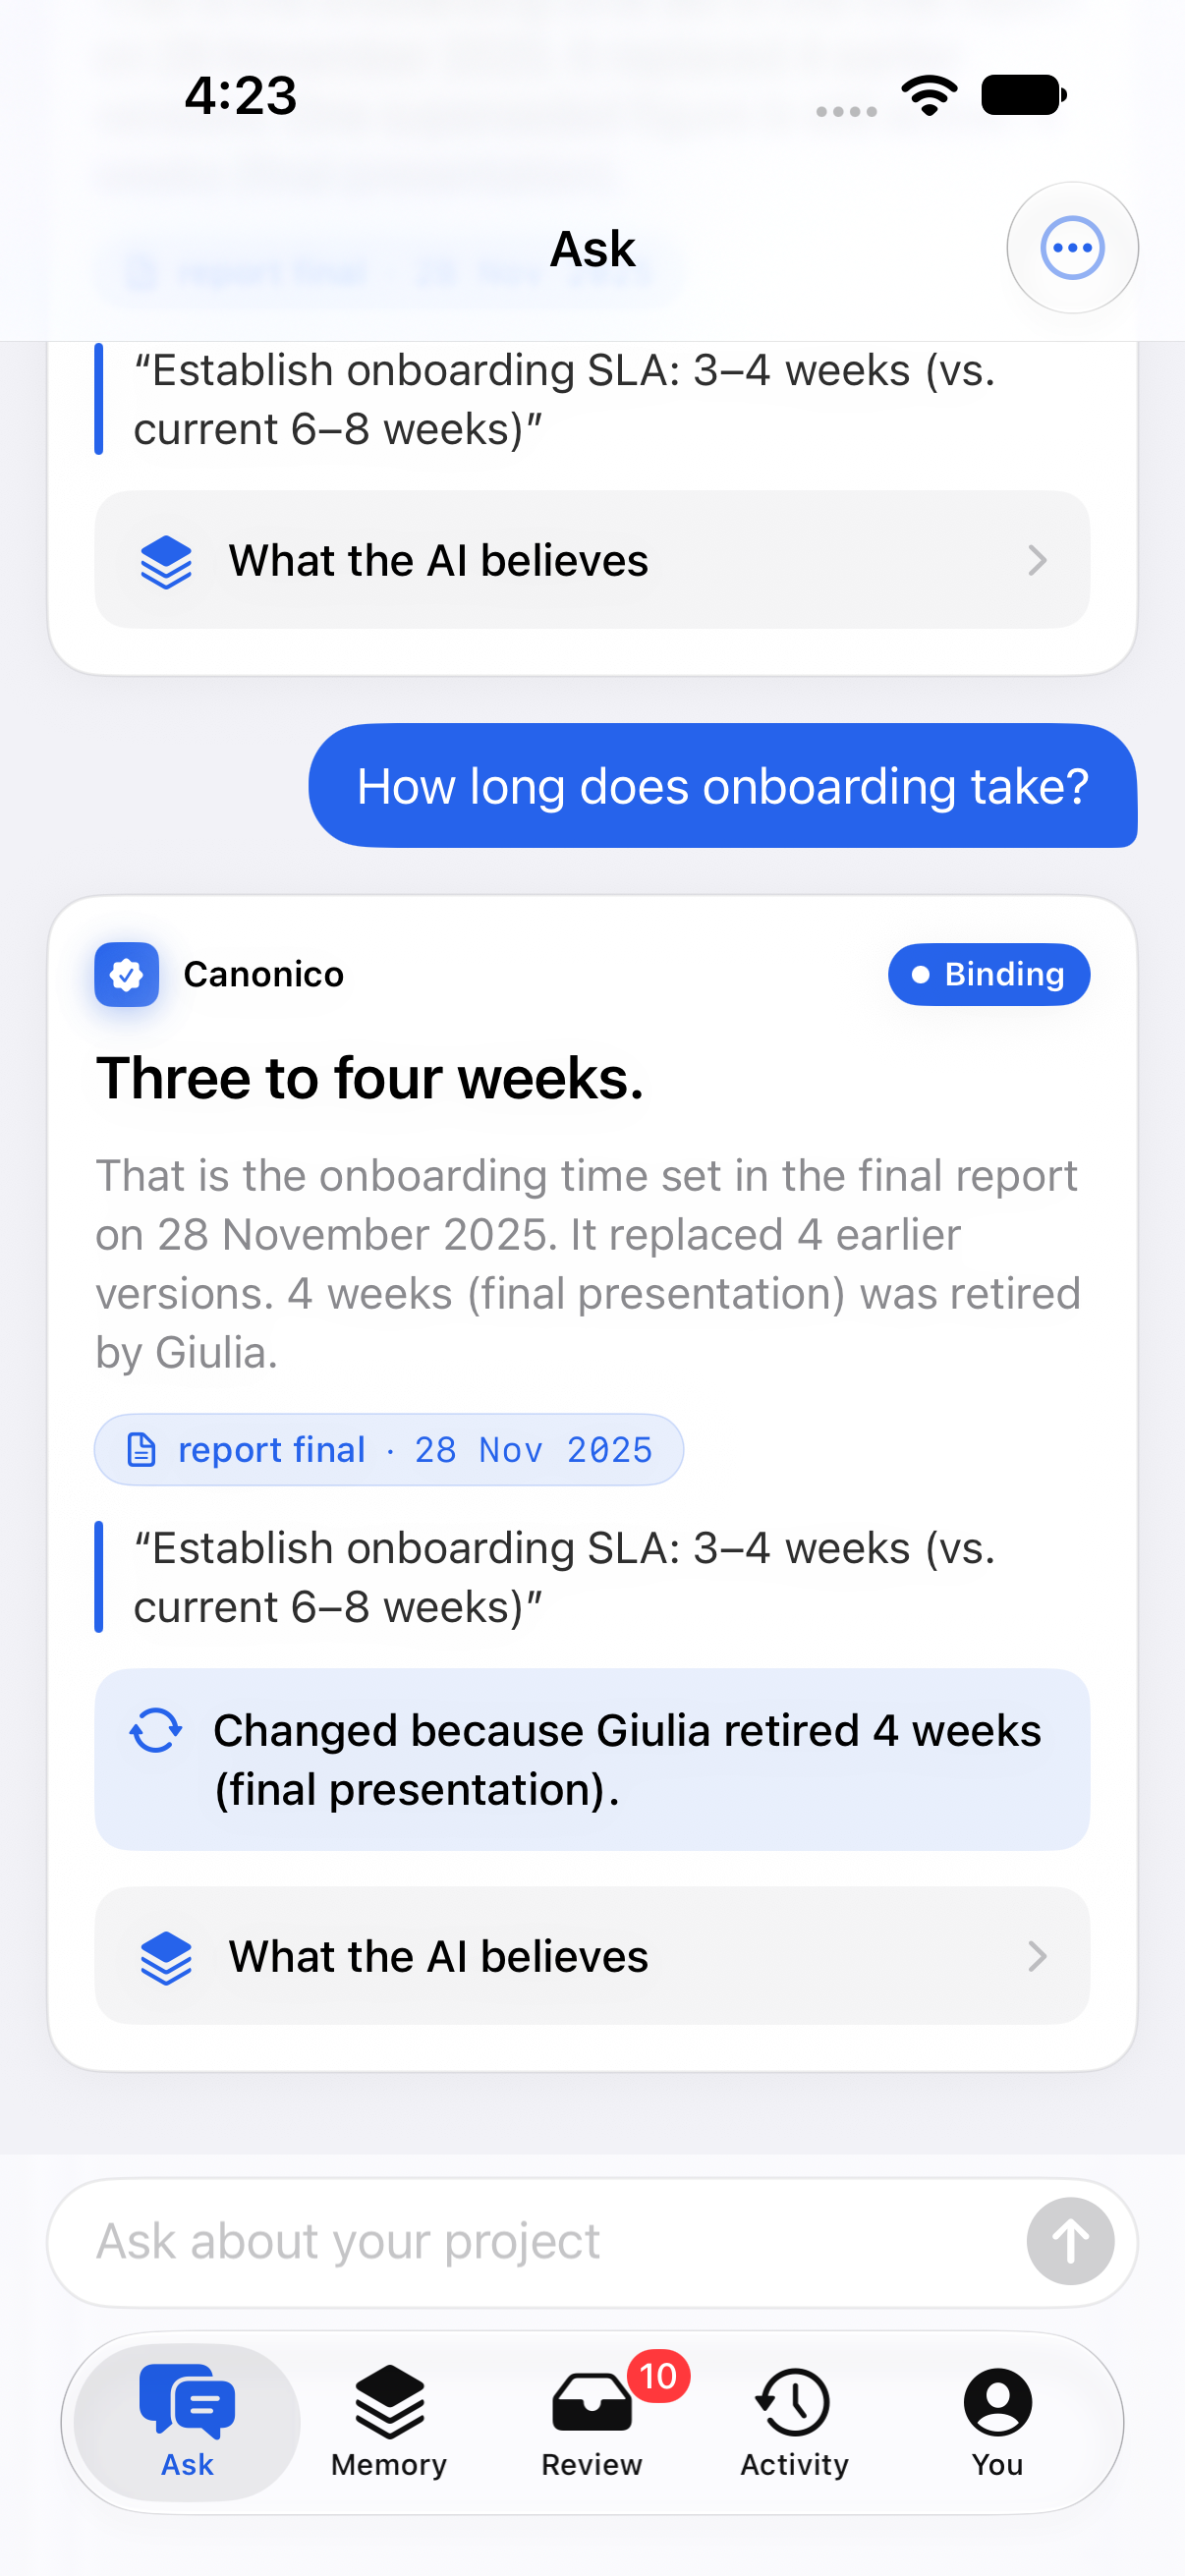 4:23
Ask
“Establish onboarding SLA: 3–4 weeks (vs.
current 6–8 weeks)”
What the AI believes
How long does onboarding take?
Canonico
Binding
Three to four weeks.
That is the onboarding time set in the final report
on 28 November 2025. It replaced 4 earlier
versions. 4 weeks (final presentation) was retired
by Giulia.
report final · 28 Nov 2025
“Establish onboarding SLA: 3–4 weeks (vs.
current 6–8 weeks)”
Changed because Giulia retired 4 weeks
(final presentation).
What the AI believes
Ask about your project
10
Ask
Memory
Review
Activity
You